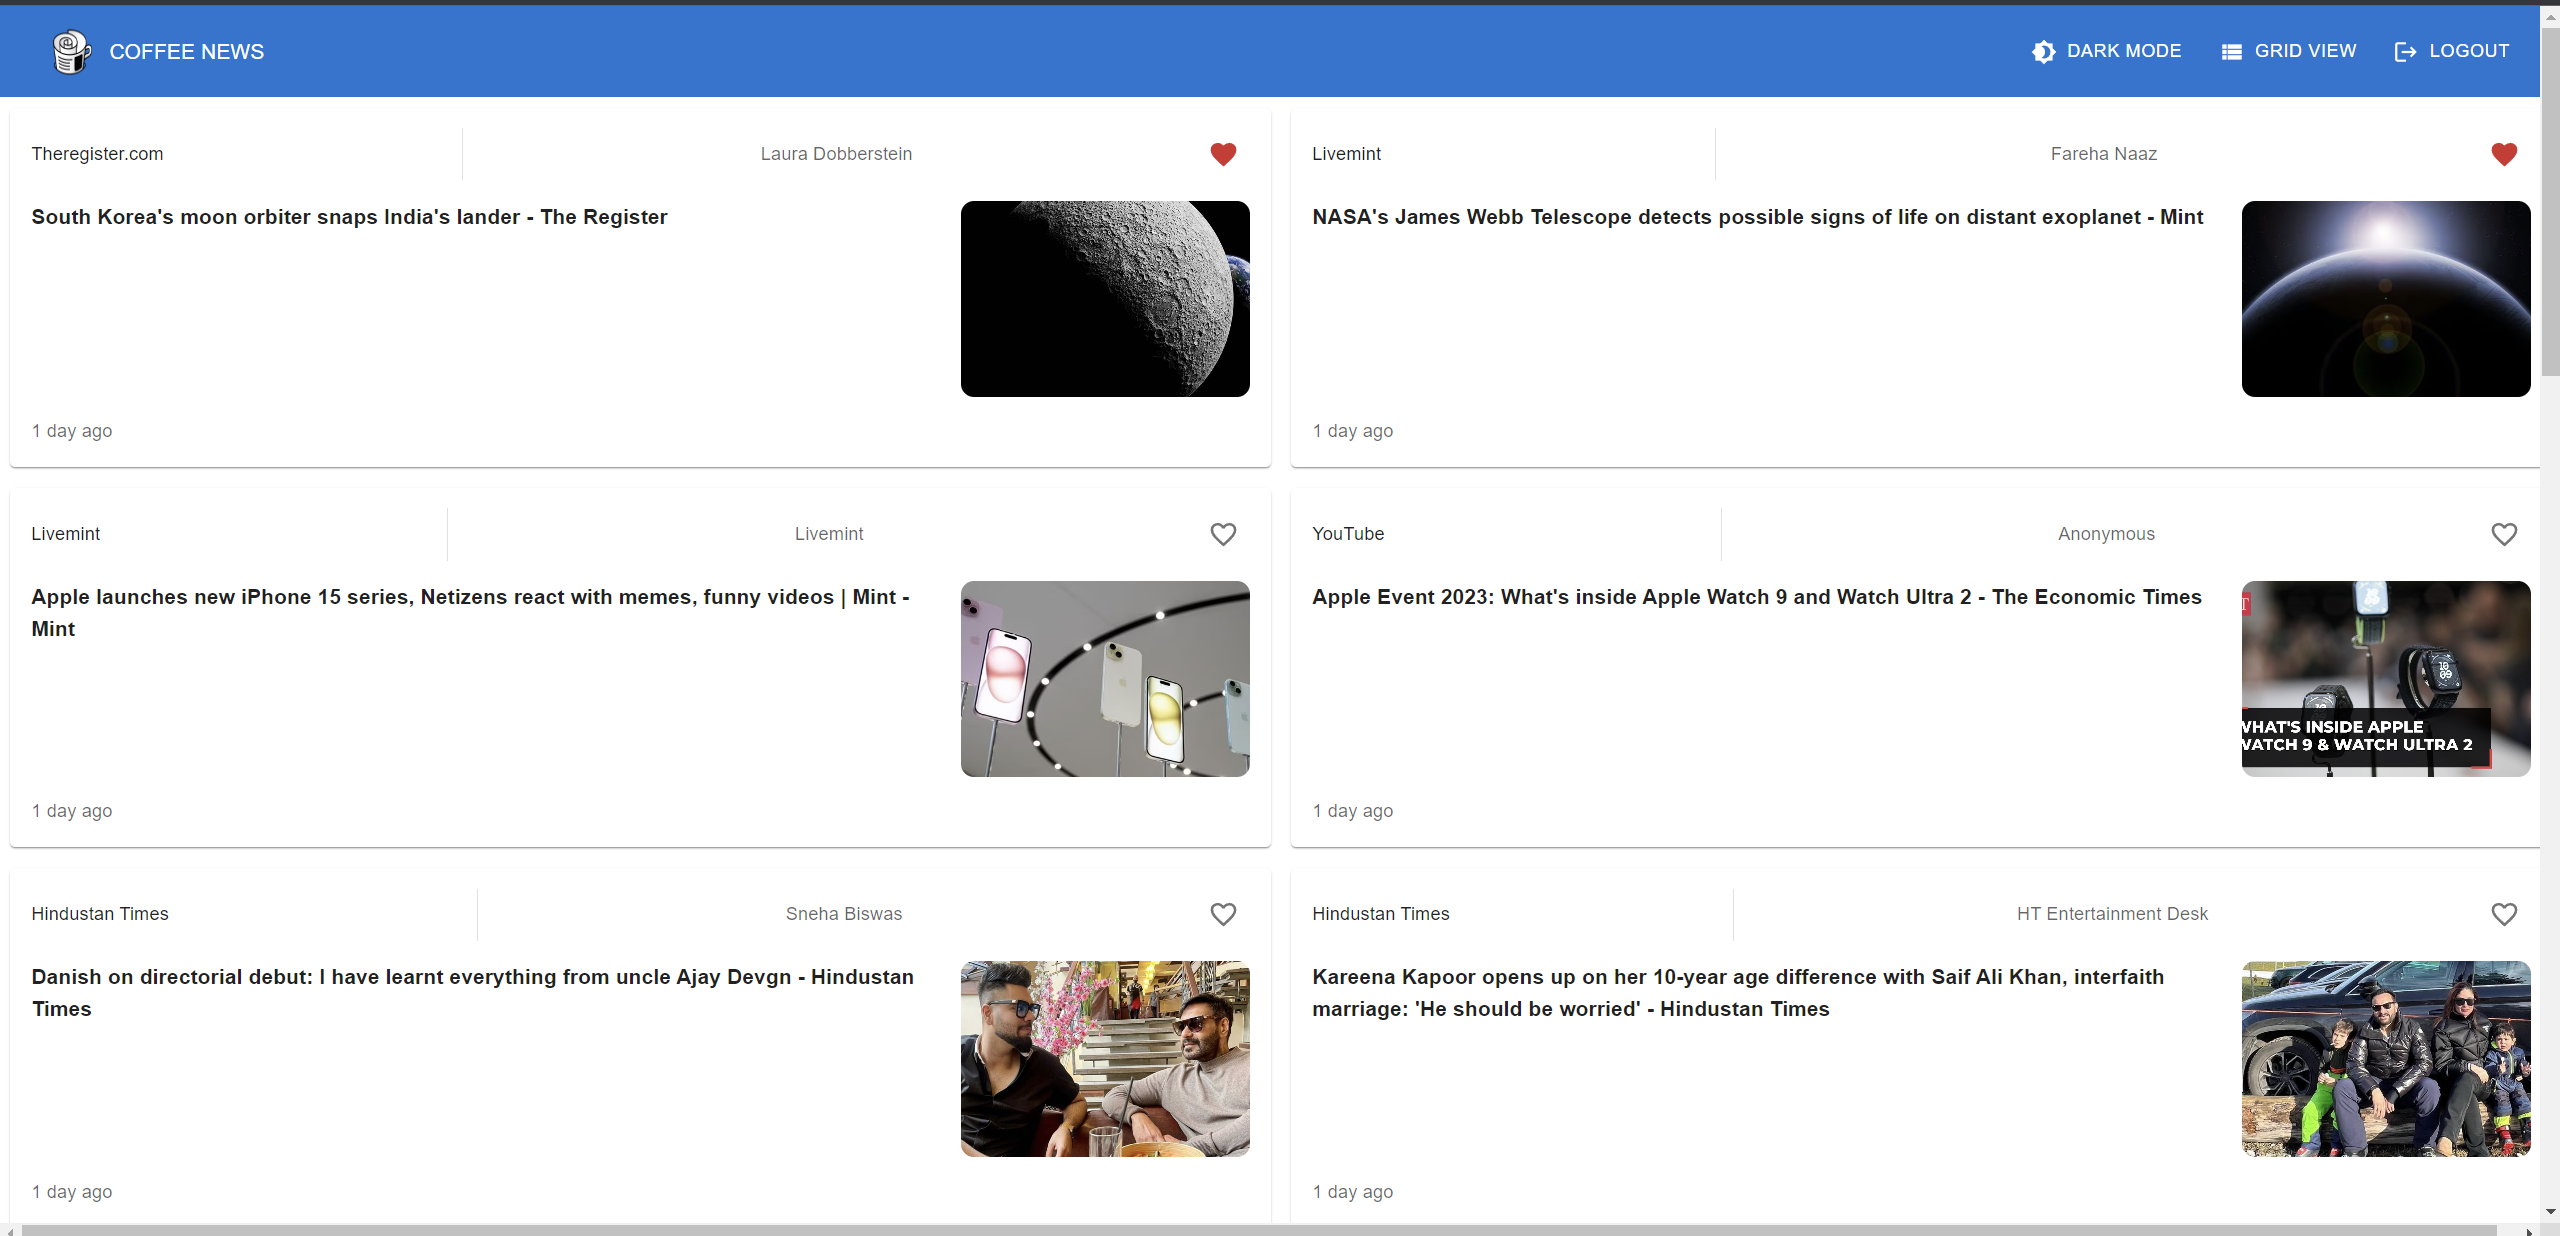 COFFEE NEWS
DARK MODE
GRID VIEW
LOGOUT
Theregister.com
Laura Dobberstein
South Korea's moon orbiter snaps India's lander - The Register
1 day ago
Livemint
Fareha Naaz
NASA's James Webb Telescope detects possible signs of life on distant exoplanet - Mint
1 day ago
Livemint
Livemint
Apple launches new iPhone 15 series, Netizens react with memes, funny videos | Mint -
Mint
1 day ago
YouTube
Anonymous
Apple Event 2023: What's inside Apple Watch 9 and Watch Ultra 2 - The Economic Times
T
10
09
WHAT'S INSIDE APPLE
WATCH 9 & WATCH ULTRA 2
1 day ago
Hindustan Times
Sneha Biswas
Danish on directorial debut: I have learnt everything from uncle Ajay Devgn - Hindustan
Times
1 day ago
Hindustan Times
HT Entertainment Desk
Kareena Kapoor opens up on her 10-year age difference with Saif Ali Khan, interfaith
marriage: 'He should be worried' - Hindustan Times
1 day ago